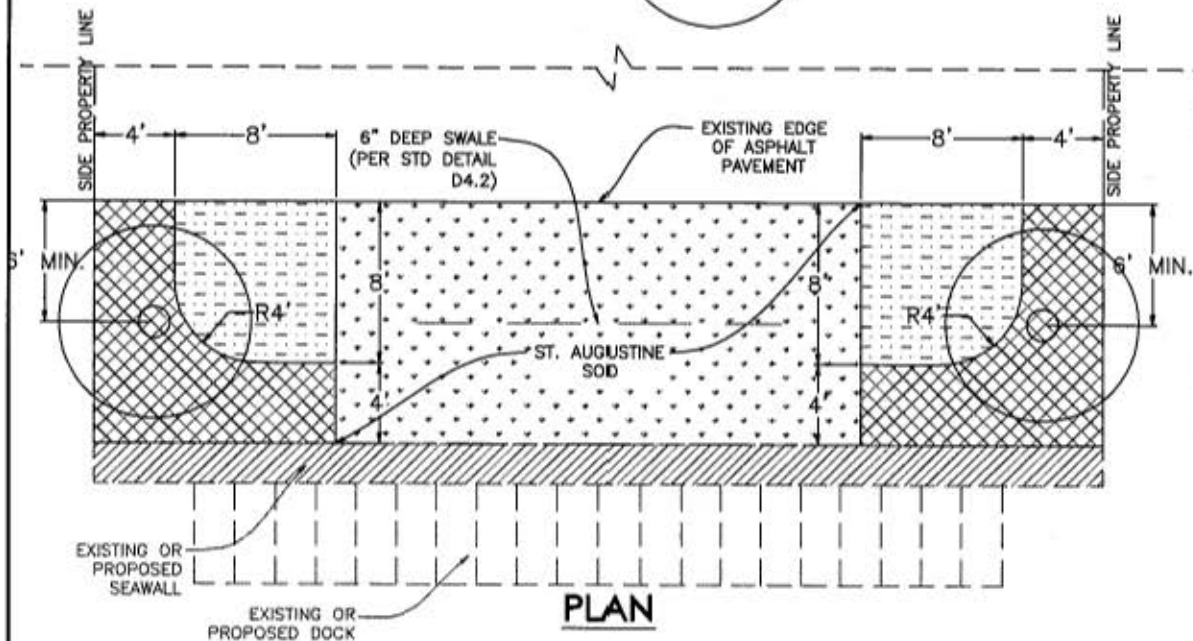 SIDE PROPERTY LINE
SIDE PROPERTY LINE
4'
8'
6" DEEP SWALE
(PER STD DETAIL
D4.2)
EXISTING EDGE
OF ASPHALT
PAVEMENT
8'
4'
6' MIN.
8'
8'
6' MIN.
R4'
R4'
ST. AUGUSTINE
SOD
4'
4'
EXISTING OR
PROPOSED
SEAWALL
EXISTING OR
PROPOSED DOCK
PLAN